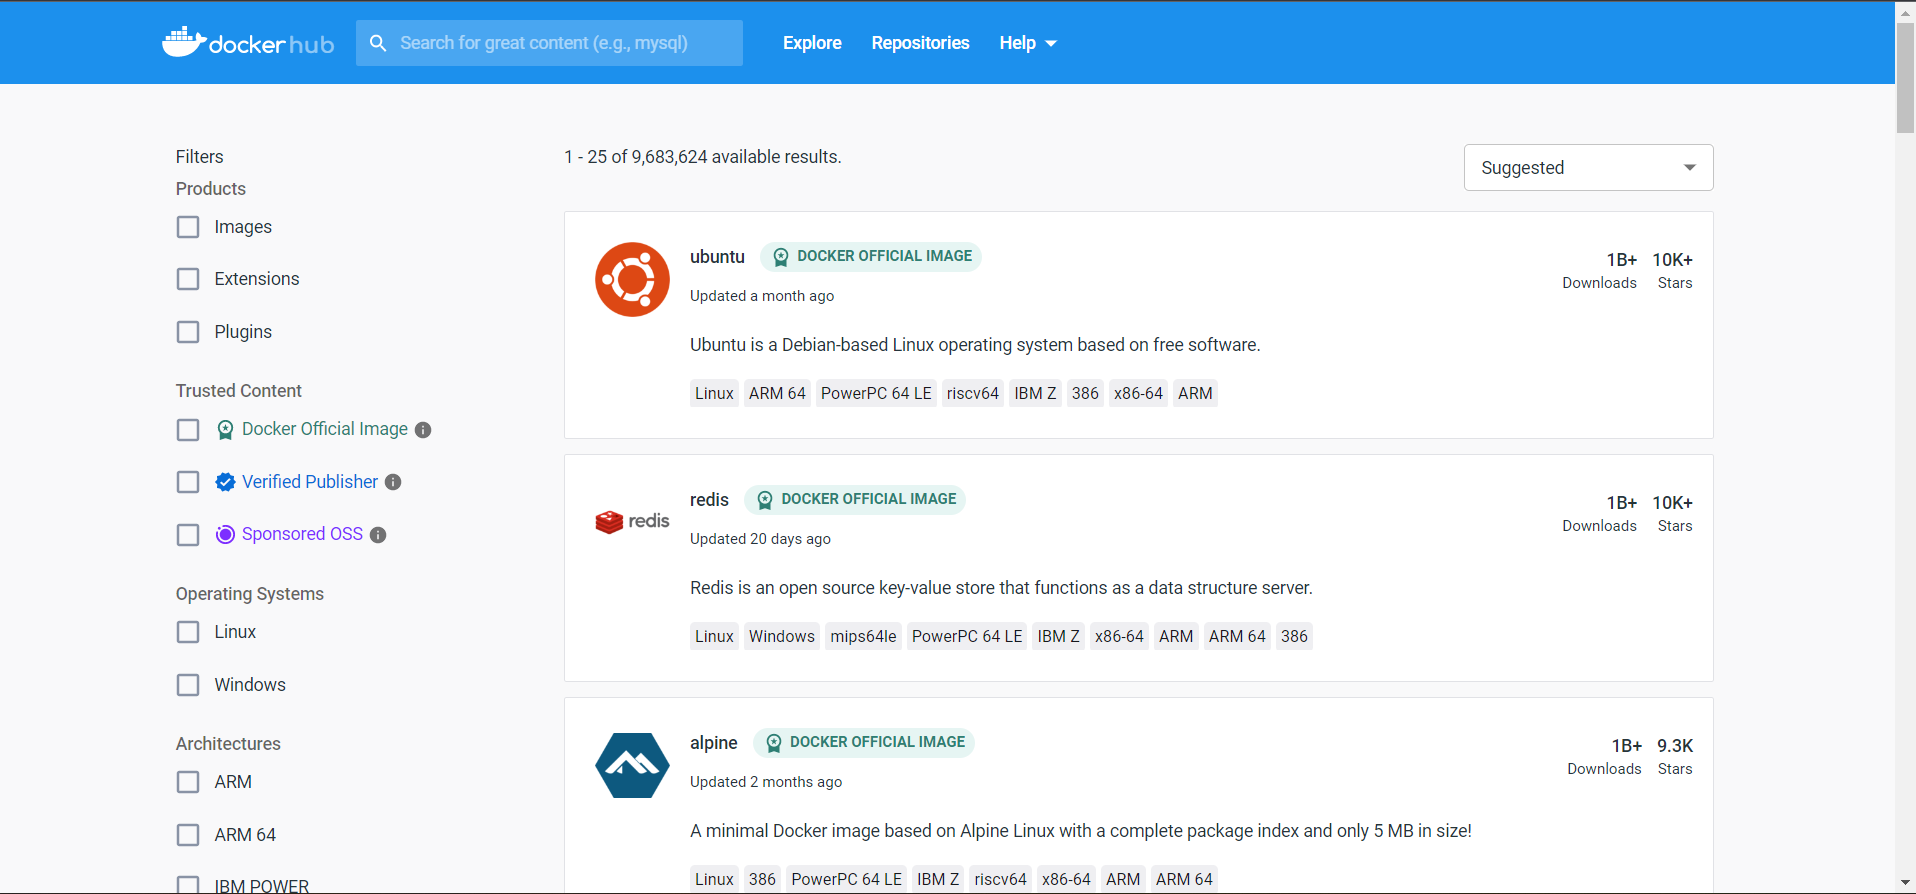 docker hub
Search for great content (e.g., mysql)
Explore
Repositories
Help
Filters
Products
Images
Extensions
Plugins
Trusted Content
Docker Official Image
Verified Publisher
Sponsored OSS
Operating Systems
Linux
Windows
Architectures
ARM
ARM 64
IBM POWER
1 - 25 of 9,683,624 available results.
Suggested
ubuntu
DOCKER OFFICIAL IMAGE
1B+ 10K+
Downloads Stars
Updated a month ago
Ubuntu is a Debian-based Linux operating system based on free software.
Linux ARM 64 PowerPC 64 LE riscv64 IBM Z 386 x86-64 ARM
redis
redis
DOCKER OFFICIAL IMAGE
1B+ 10K+
Downloads Stars
Updated 20 days ago
Redis is an open source key-value store that functions as a data structure server.
Linux Windows mips64le PowerPC 64 LE IBM Z x86-64 ARM ARM 64 386
alpine
DOCKER OFFICIAL IMAGE
1B+ 9.3K
Downloads Stars
Updated 2 months ago
A minimal Docker image based on Alpine Linux with a complete package index and only 5 MB in size!
Linux 386 PowerPC 64 LE IBM Z riscv64 x86-64 ARM ARM 64